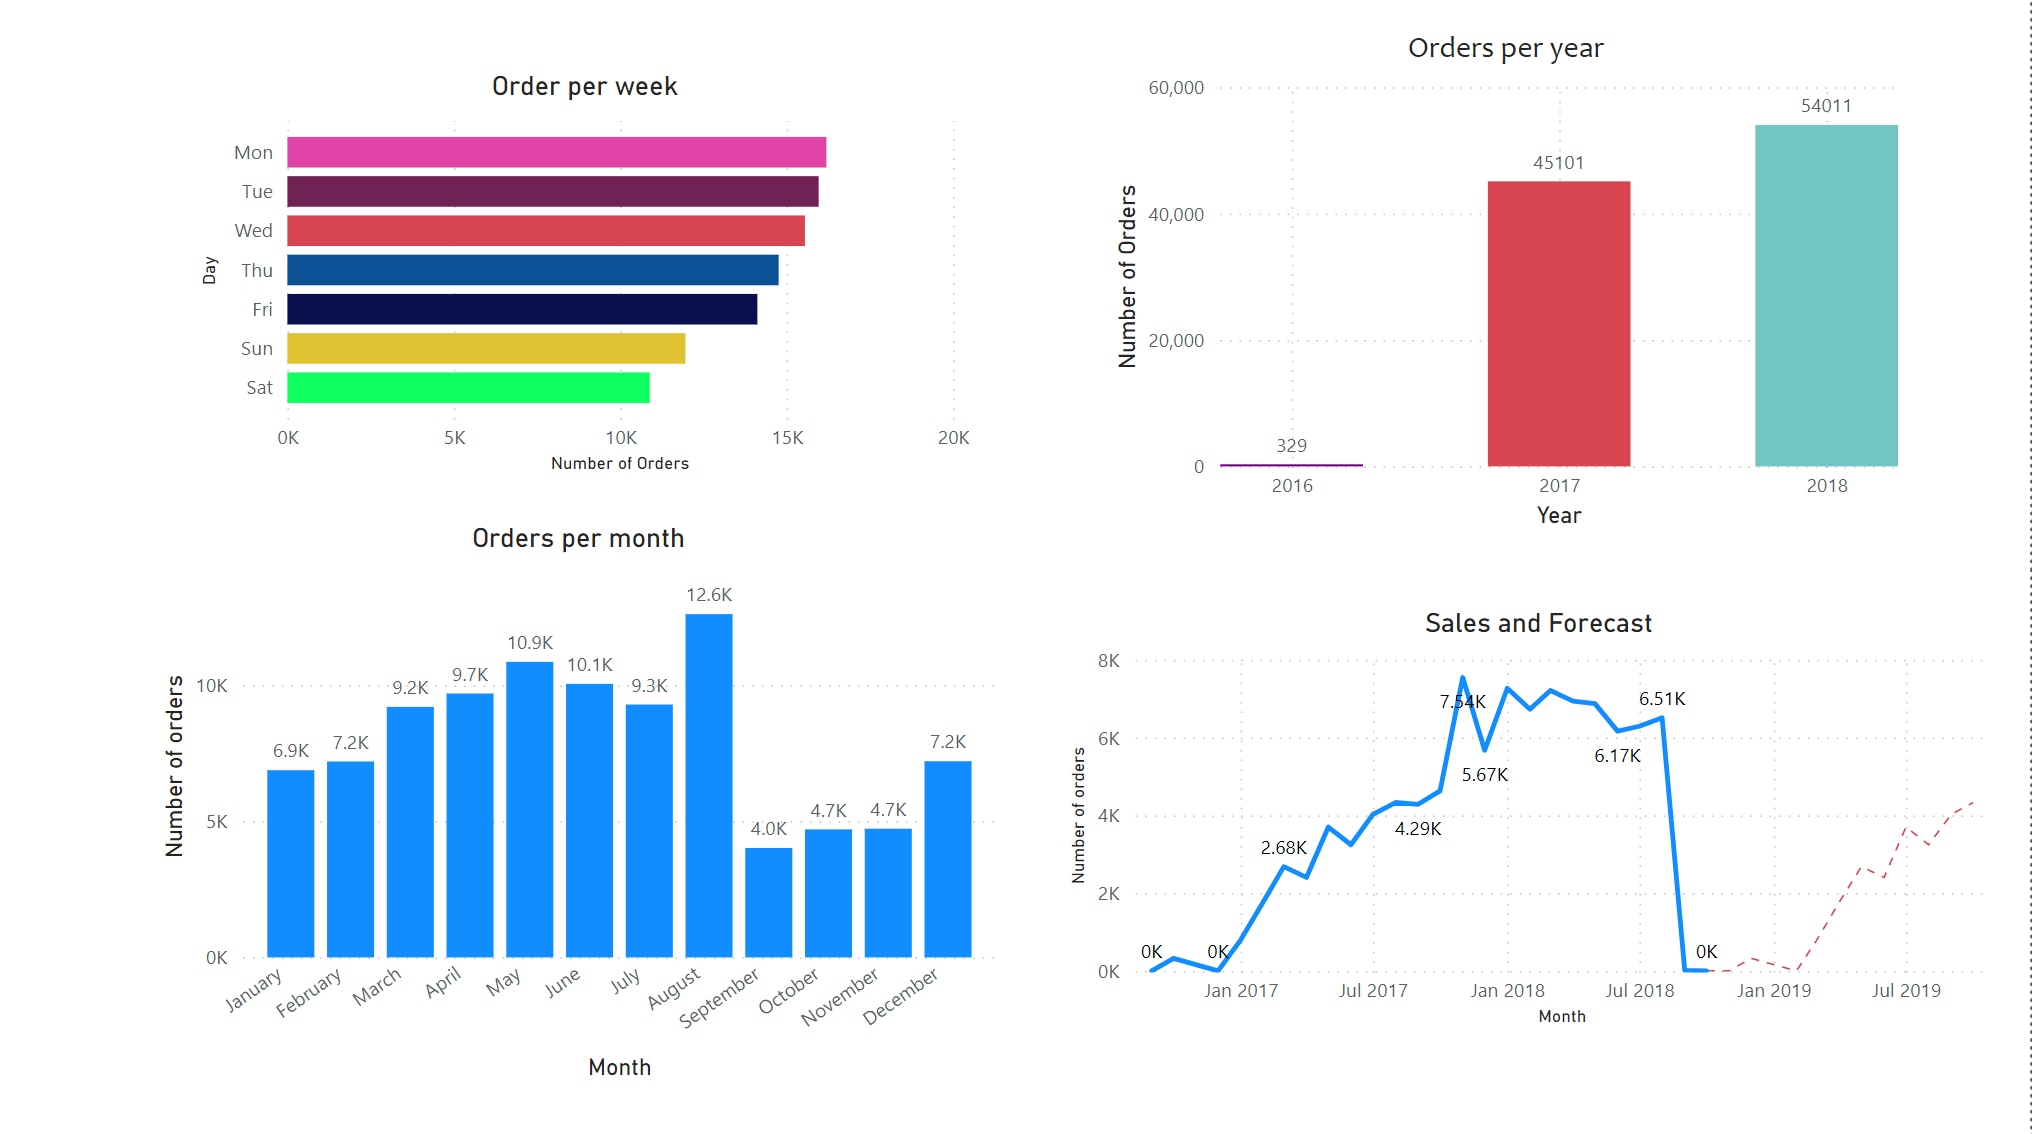 Order per week
Day
Mon
Tue
Wed
Thu
Fri
Sun
Sat
0K 5K 10K 15K 20K
Number of Orders
Orders per year
Number of Orders
60,000
40,000
20,000
0
329
45101
54011
2016 2017 2018
Year
Orders per month
Number of orders
10K
5K
0K
6.9K
7.2K
9.2K
9.7K
10.9K
10.1K
9.3K
12.6K
4.0K
4.7K
4.7K
7.2K
January
February
March
April
May
June
July
August
September
October
November
December
Month
Sales and Forecast
Number of orders
8K
6K
4K
2K
0K
0K
0K
2.68K
4.29K
7.54K
5.67K
6.17K
6.51K
0K
Jan 2017 Jul 2017 Jan 2018 Jul 2018 Jan 2019 Jul 2019
Month